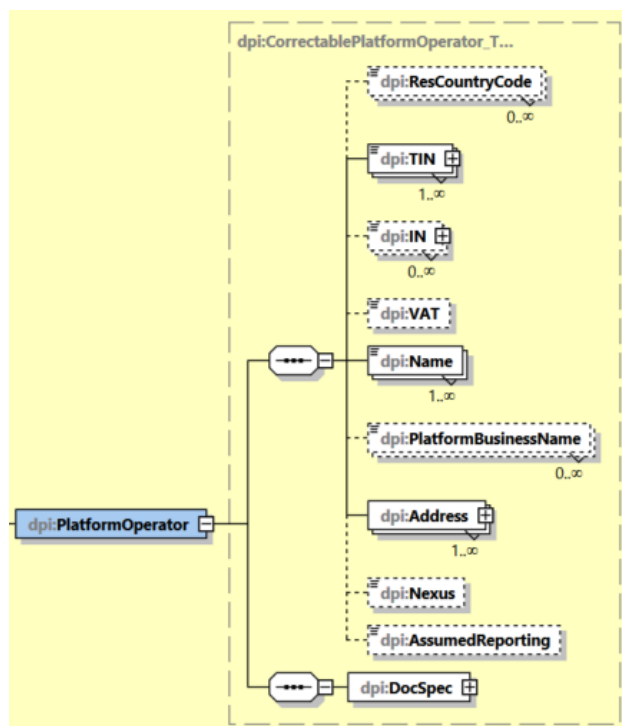 dpi:CorrectablePlatformOperator_T...
dpi:ResCountryCode
0..∞
dpi:TIN
1..∞
dpi:IN
0..∞
dpi:VAT
dpi:Name
1..∞
dpi:PlatformBusinessName
0..∞
dpi:PlatformOperator
dpi:Address
1..∞
dpi:Nexus
dpi:AssumedReporting
dpi:DocSpec